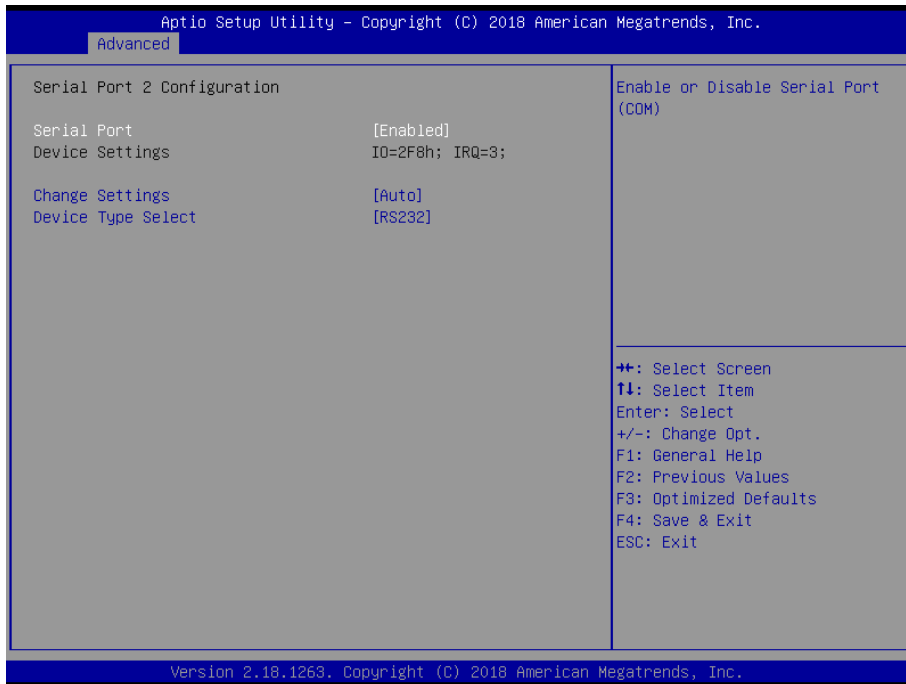 Aptio Setup Utility – Copyright (C) 2018 American Megatrends, Inc.
Advanced
Serial Port 2 Configuration
Serial Port [Enabled]
Device Settings IO=2F8h; IRQ=3;
Change Settings [Auto]
Device Type Select [RS232]
Enable or Disable Serial Port
(COM)
→←: Select Screen
↑↓: Select Item
Enter: Select
+/-: Change Opt.
F1: General Help
F2: Previous Values
F3: Optimized Defaults
F4: Save & Exit
ESC: Exit
Version 2.18.1263. Copyright (C) 2018 American Megatrends, Inc.